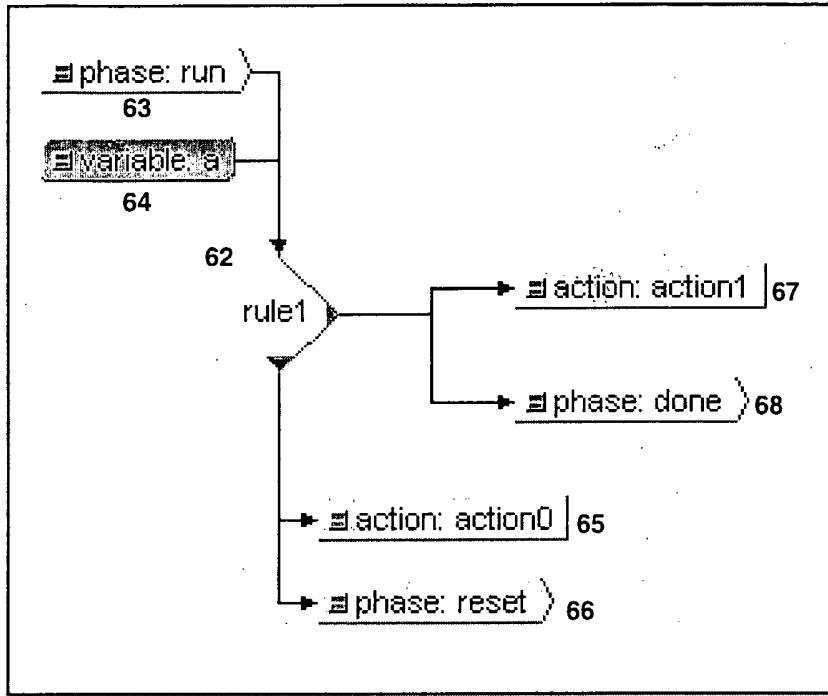 phase: run
63
variable: a
64
62
rule1
action: action1 67
phase: done 68
action: action0 65
phase: reset 66